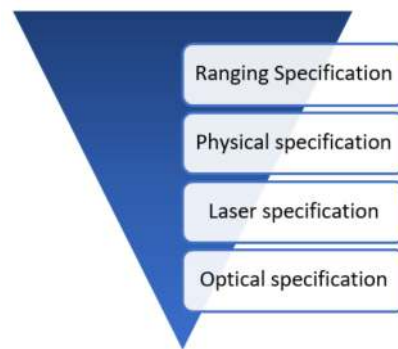 Ranging Specification
Physical specification
Laser specification
Optical specification